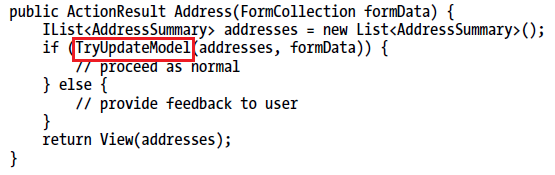 public ActionResult Address(FormCollection formData) {
IList<AddressSummary> addresses = new List<AddressSummary>();
if (TryUpdateModel(addresses, formData)) {
// proceed as normal
} else {
// provide feedback to user
}
return View(addresses);
}